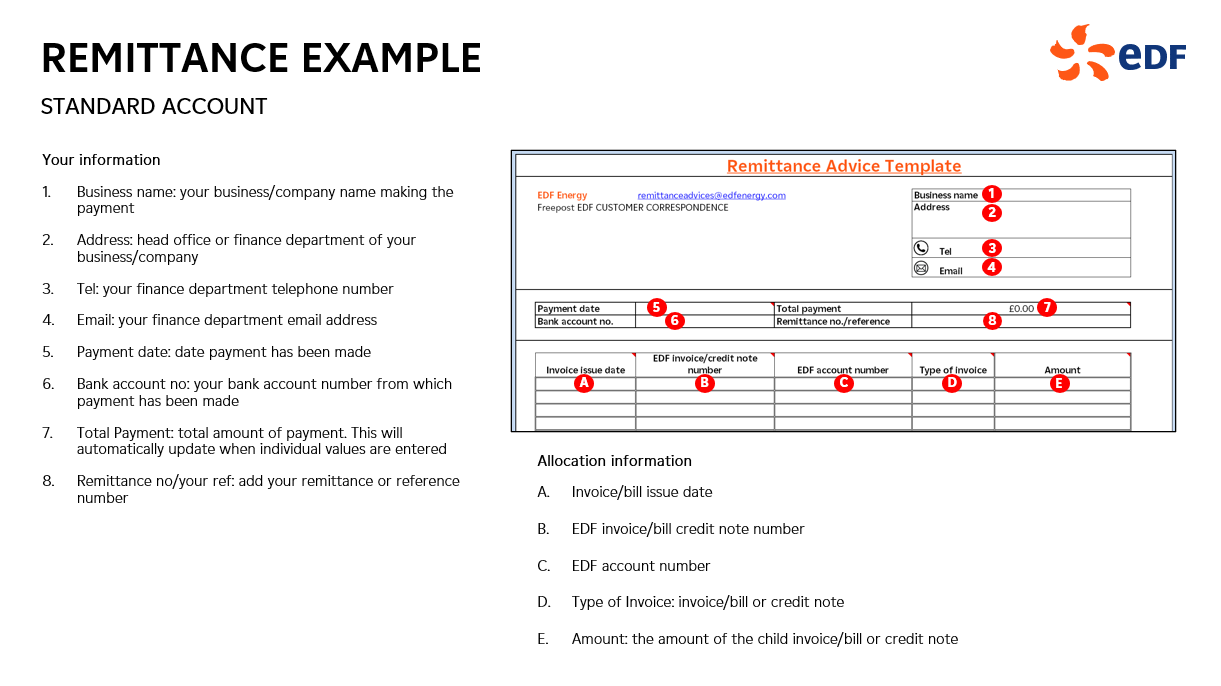 REMITTANCE EXAMPLE
eDF
STANDARD ACCOUNT
Your information
1. Business name: your business/company name making the
payment
2. Address: head office or finance department of your
business/company
3. Tel: your finance department telephone number
4. Email: your finance department email address
5. Payment date: date payment has been made
6. Bank account no: your bank account number from which
payment has been made
7. Total Payment: total amount of payment. This will
automatically update when individual values are entered
8. Remittance no/your ref: add your remittance or reference
number
Remittance Advice Template
EDF Energy remittanceadvices@edfenergy.com
Freepost EDF CUSTOMER CORRESPONDENCE
Business name 1
Address 2
Tel 3
Email 4
Payment date 5 Total payment £0.00 7
Bank account no. 6 Remittance no./reference 8
EDF invoice/credit note
Invoice issue date number EDF account number Type of invoice Amount
A B C D E
Allocation information
A. Invoice/bill issue date
B. EDF invoice/bill credit note number
C. EDF account number
D. Type of Invoice: invoice/bill or credit note
E. Amount: the amount of the child invoice/bill or credit note